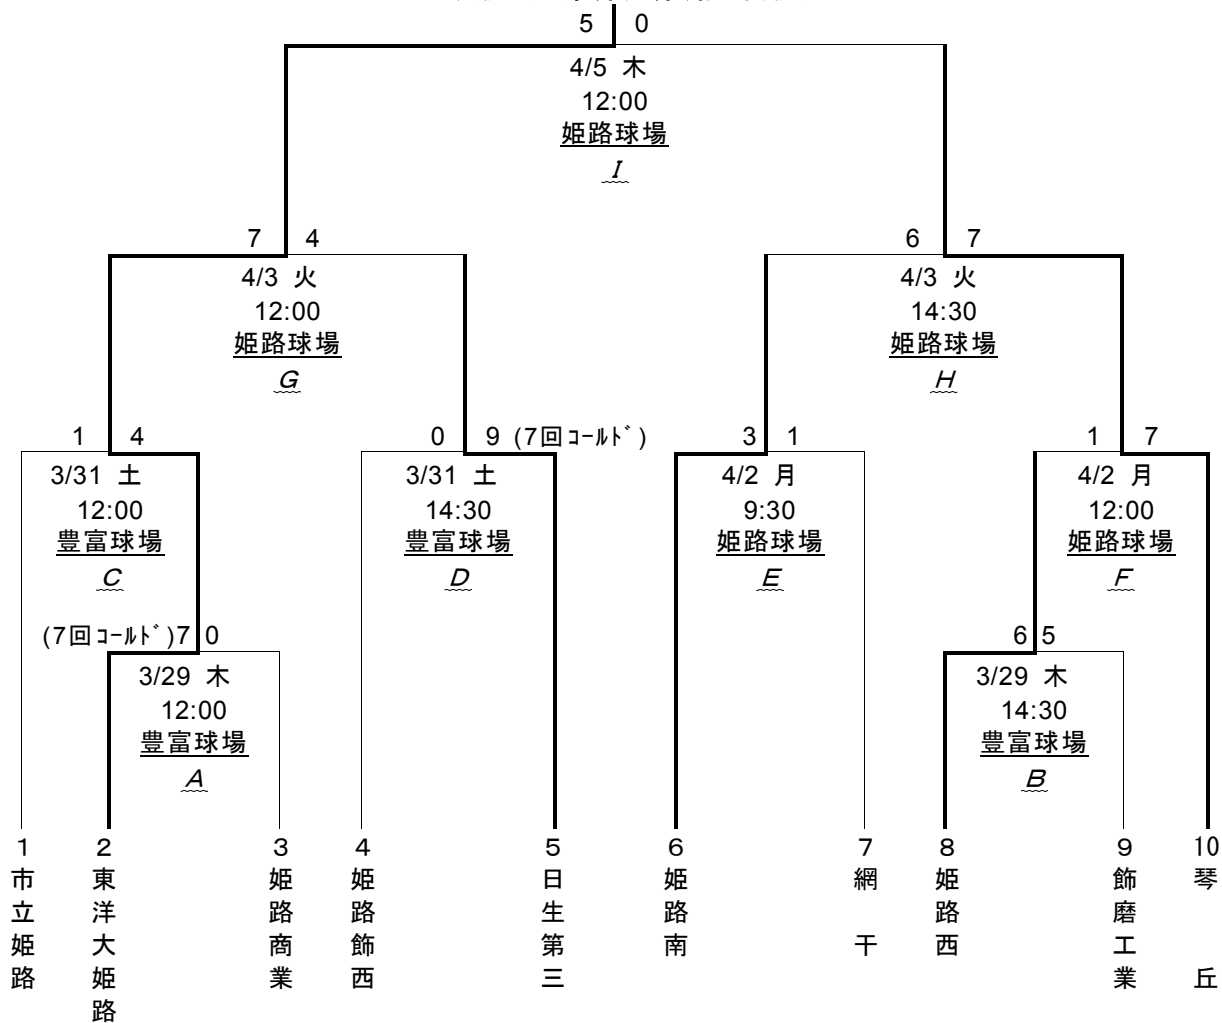 5 0
4/5 木
12:00
姫路球場
I
7 4
4/3 火
12:00
姫路球場
G
6 7
4/3 火
14:30
姫路球場
H
1 4
3/31 土
12:00
豊富球場
C
0 9 (7回ｺｰﾙﾄﾞ)
3/31 土
14:30
豊富球場
D
3 1
4/2 月
9:30
姫路球場
E
1 7
4/2 月
12:00
姫路球場
F
(7回ｺｰﾙﾄﾞ)7 0
3/29 木
12:00
豊富球場
A
6 5
3/29 木
14:30
豊富球場
B
1 市立姫路
2 東洋大姫路
3 姫路商業
4 姫路飾西
5 日生第三
6 姫路南
7 網干
8 姫路西
9 飾磨工業
10 琴丘